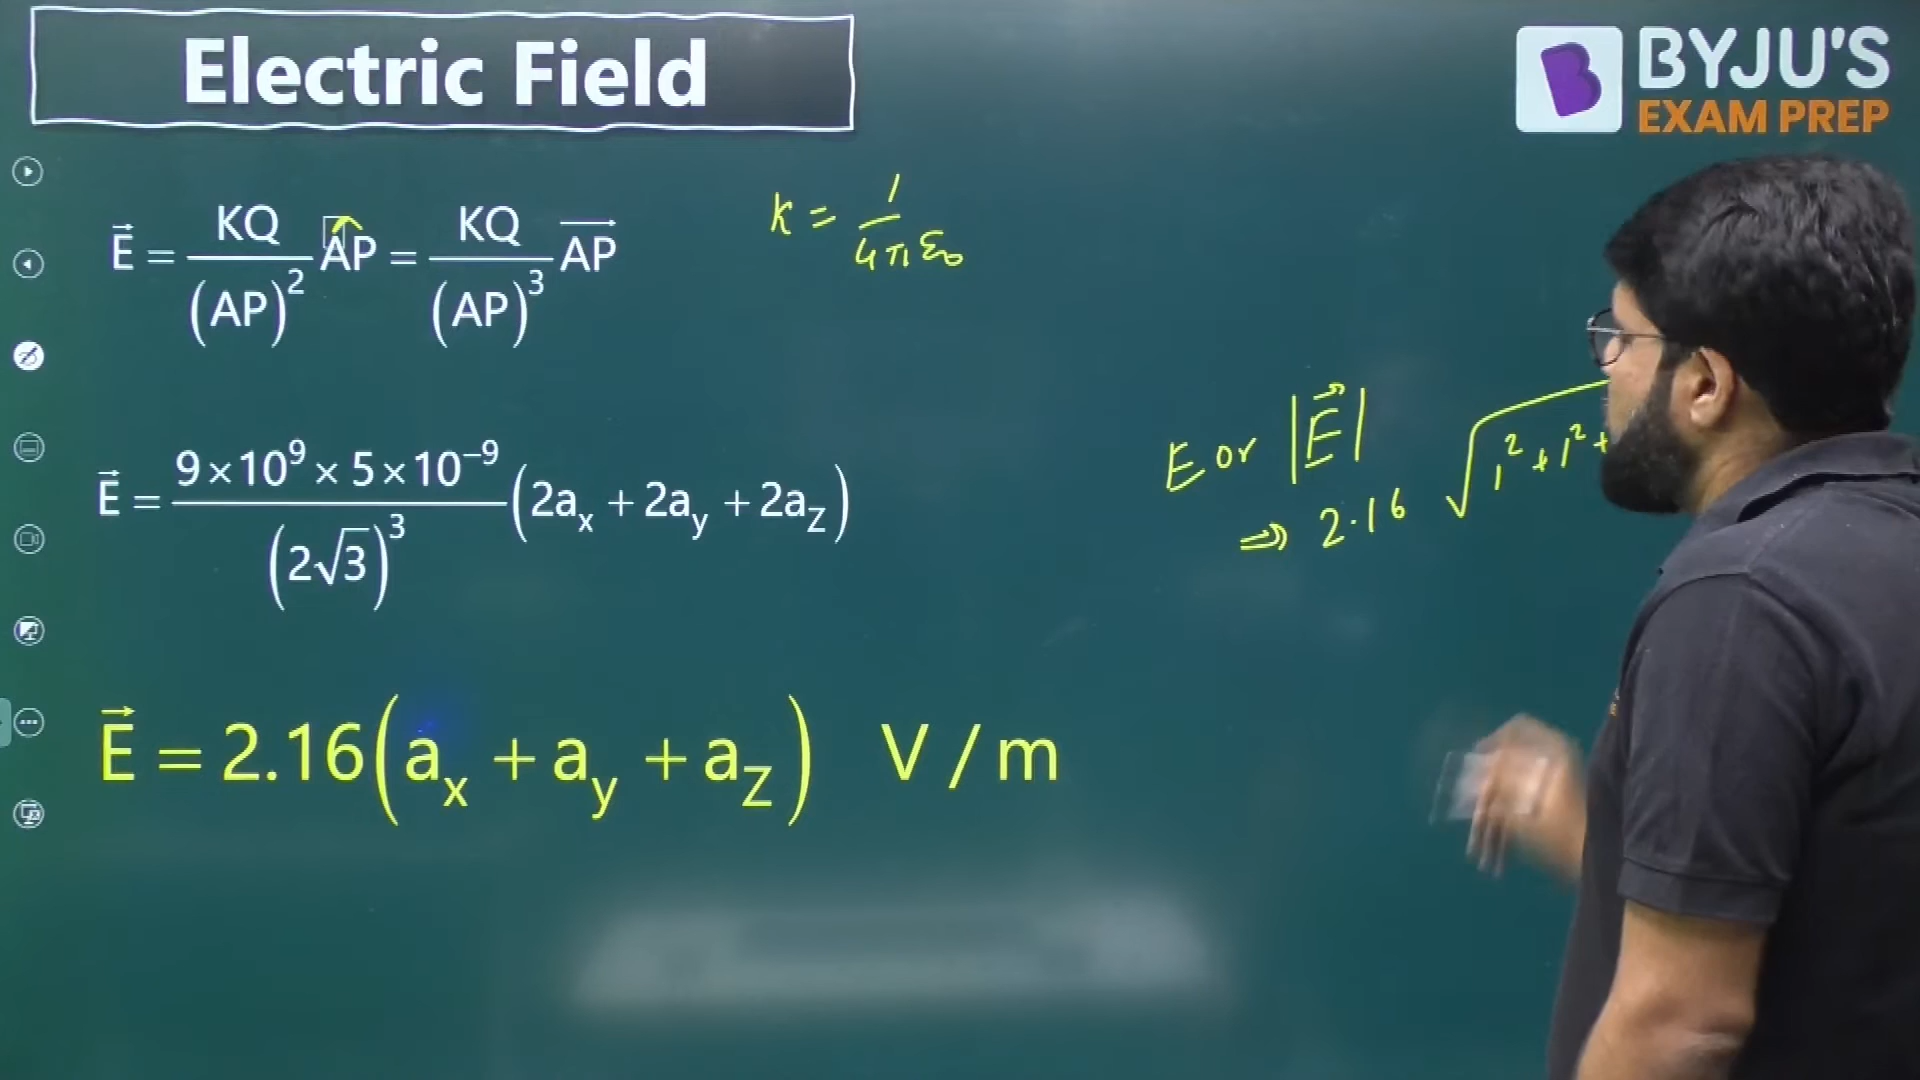 Electric Field
BYJU'S
EXAM PREP
E⃗ = KQ/(AP)² ÂP = KQ/(AP)³ AP⃗
K = 1/4πε₀
E⃗ = 9×10⁹×5×10⁻⁹/(2√3)³ (2aₓ + 2a_y + 2a_Z)
E or |E⃗|
⇒ 2.16 √1² + 1² +
E⃗ = 2.16(aₓ + a_y + a_Z) V/m